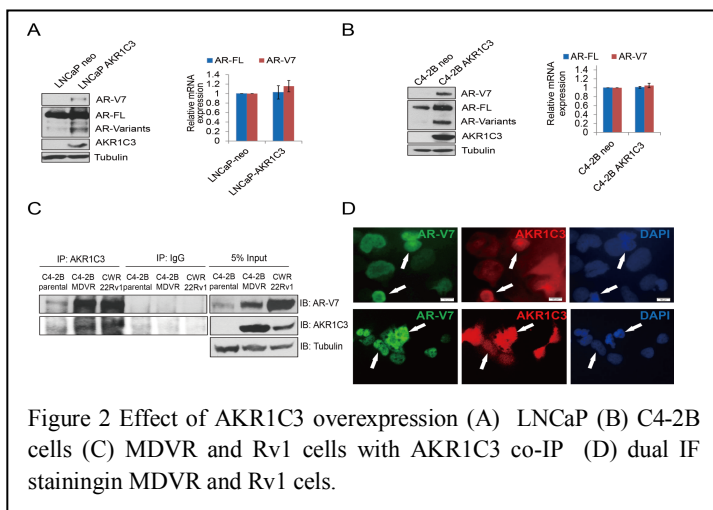 A
LNCaP neo
LNCaP AKR1C3
AR-V7
AR-FL
AR-Variants
AKR1C3
Tubulin
AR-FL AR-V7
Relative mRNA
expression
1.4
1.2
1
0.8
0.6
0.4
0.2
0
LNCaP-neo
LNCaP-AKR1C3
B
C4-2B neo
C4-2B AKR1C3
AR-V7
AR-FL
AR-Variants
AKR1C3
Tubulin
AR-FL AR-V7
Relative mRNA
expression
1.4
1.2
1
0.8
0.6
0.4
0.2
0
C4-2B neo
C4-2B AKR1C3
C
IP: AKR1C3 IP: IgG 5% Input
C4-2B C4-2B CWR C4-2B C4-2B CWR C4-2B C4-2B CWR
parental MDVR 22Rv1 parental MDVR 22Rv1 parental MDVR 22Rv1
IB: AR-V7
IB: AKR1C3
IB: Tubulin
D
AR-V7 AKR1C3 DAPI
AR-V7 AKR1C3 DAPI
Figure 2 Effect of AKR1C3 overexpression (A) LNCaP (B) C4-2B
cells (C) MDVR and Rv1 cells with AKR1C3 co-IP (D) dual IF
stainingin MDVR and Rv1 cels.